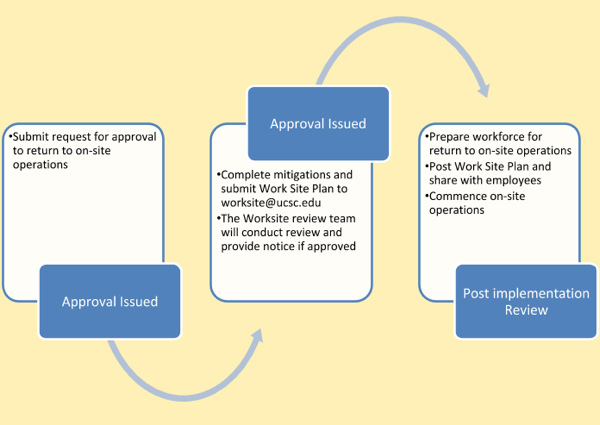 •Submit request for approval
to return to on-site
operations
Approval Issued
Approval Issued
•Complete mitigations and
submit Work Site Plan to
worksite@ucsc.edu
•The Worksite review team
will conduct review and
provide notice if approved
•Prepare workforce for
return to on-site operations
•Post Work Site Plan and
share with employees
•Commence on-site
operations
Post implementation
Review